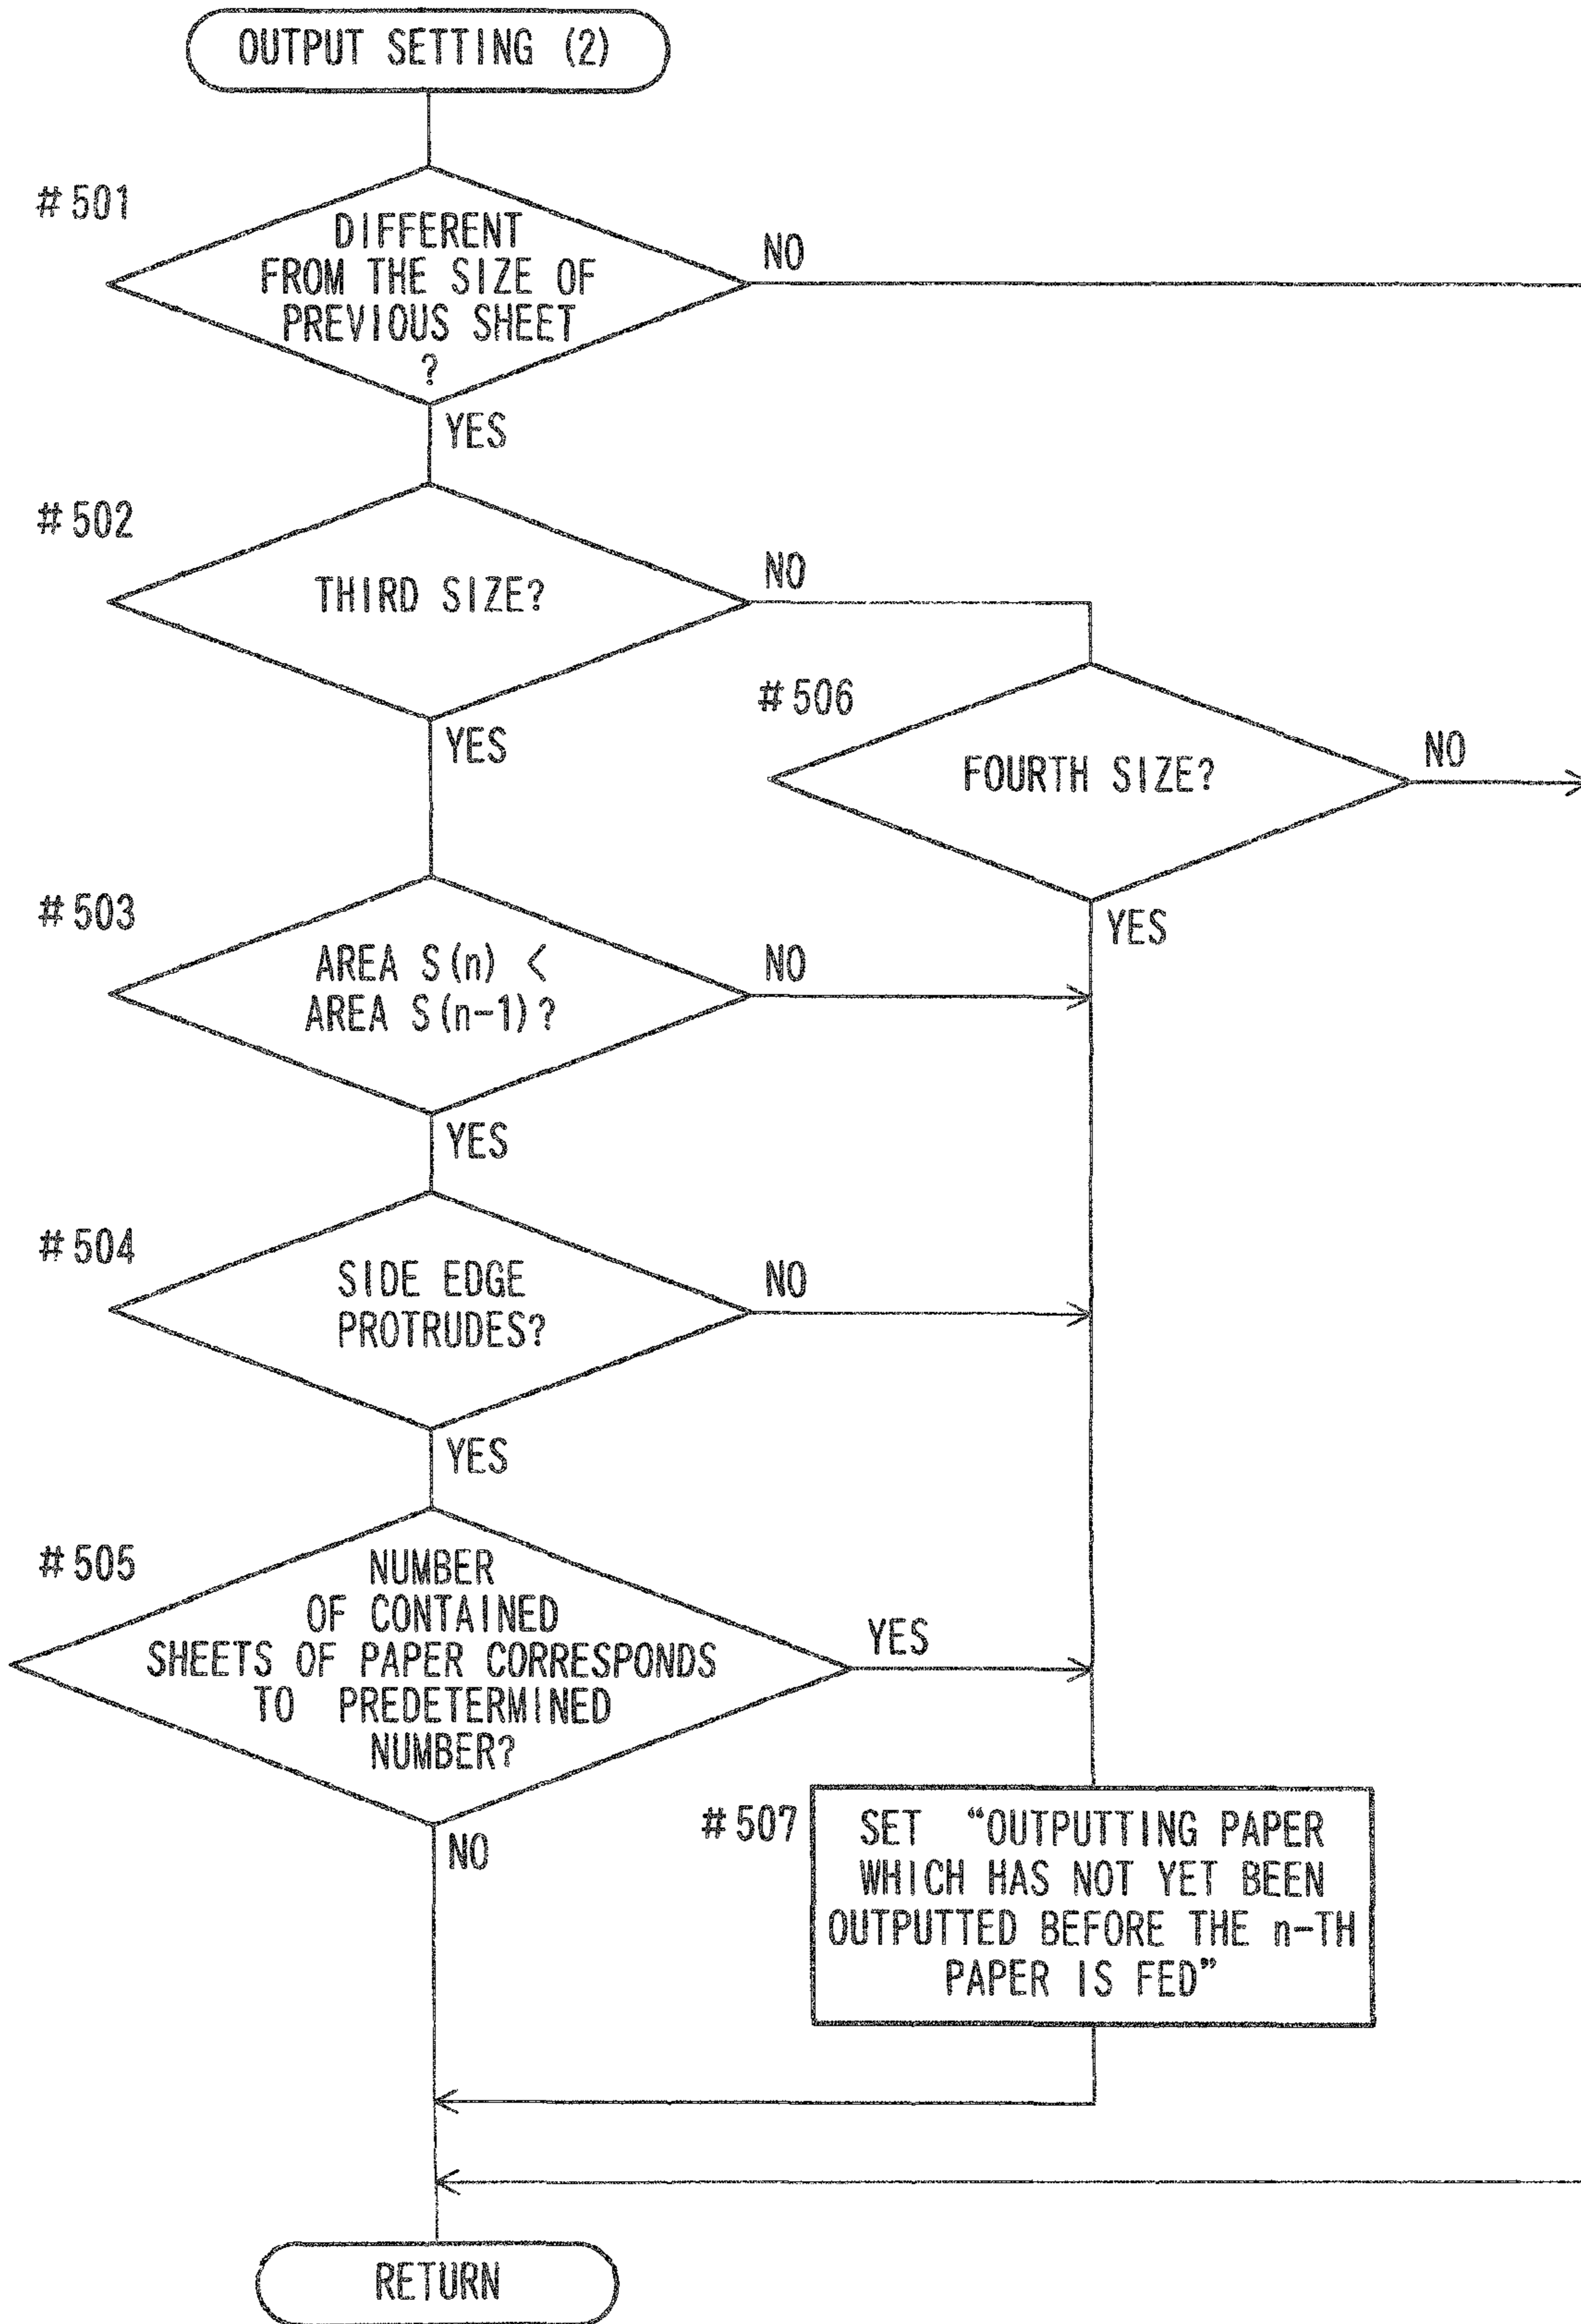 OUTPUT SETTING (2)
#501
DIFFERENT
FROM THE SIZE OF
PREVIOUS SHEET
?
NO
YES
#502
THIRD SIZE?
NO
YES
#506
FOURTH SIZE?
NO
YES
#503
AREA S(n) <
AREA S(n-1)?
NO
YES
#504
SIDE EDGE
PROTRUDES?
NO
YES
#505
NUMBER
OF CONTAINED
SHEETS OF PAPER CORRESPONDS
TO PREDETERMINED
NUMBER?
YES
NO
#507
SET “OUTPUTTING PAPER
WHICH HAS NOT YET BEEN
OUTPUTTED BEFORE THE n-TH
PAPER IS FED”
RETURN